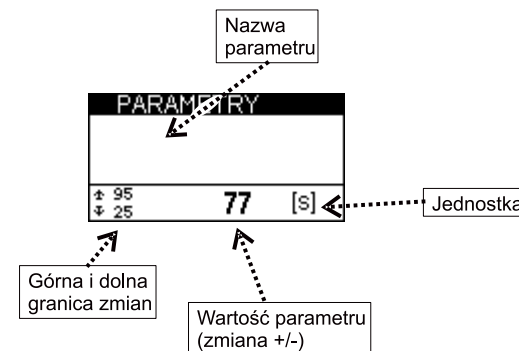 Nazwa
parametru
PARAMETRY
95
25
77
[S]
Jednostka
Górna i dolna
granica zmian
Wartość parametru
(zmiana +/-)